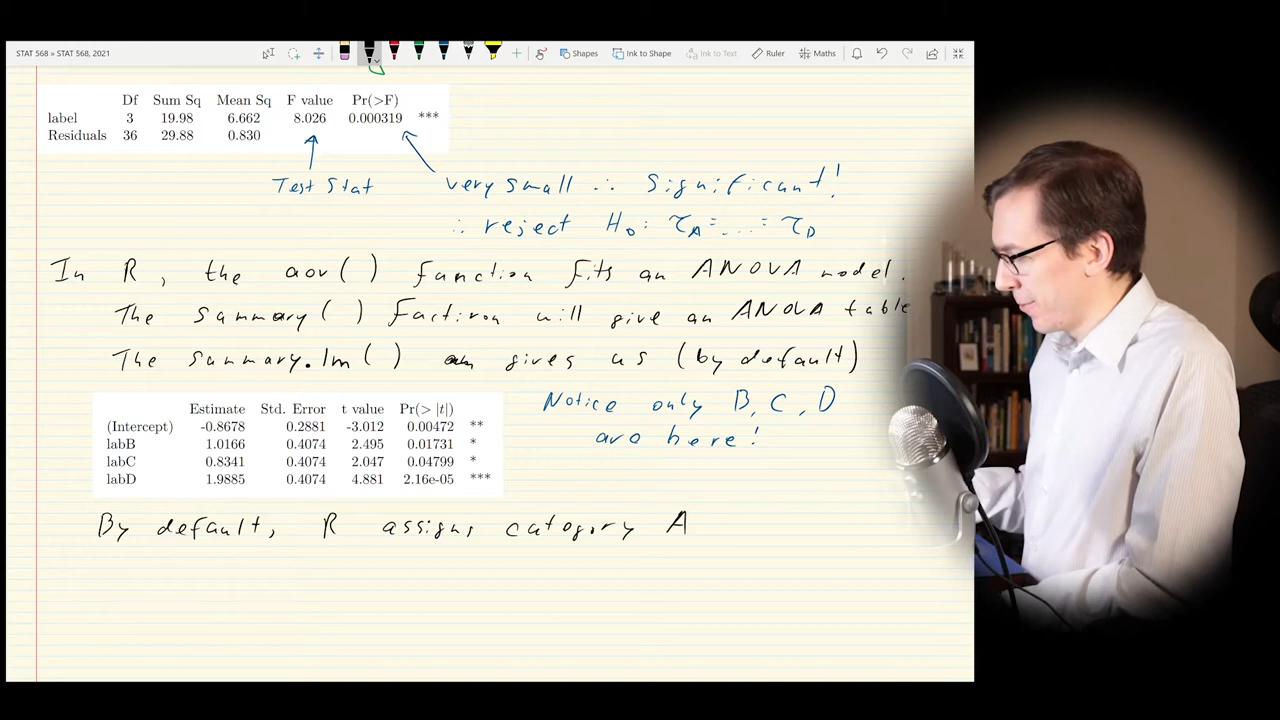 STAT 568 » STAT 568, 2021
Shapes Ink to Shape Ink to Text Ruler Maths
Df Sum Sq Mean Sq F value Pr(>F)
label 3 19.98 6.662 8.026 0.000319 ***
Residuals 36 29.88 0.830
Test Stat
very small ∴ Significant!
∴ reject H₀: τ_A = ... = τ_D
In R, the aov( ) function fits an ANOVA model.
The summary( ) Factiron will give an ANOVA table
The summary.lm( ) gives us (by default)
Estimate Std. Error t value Pr(> |t|)
(Intercept) -0.8678 0.2881 -3.012 0.00472 **
labB 1.0166 0.4074 2.495 0.01731 *
labC 0.8341 0.4074 2.047 0.04799 *
labD 1.9885 0.4074 4.881 2.16e-05 ***
Notice only B, C, D
are here!
By default, R assigns category A